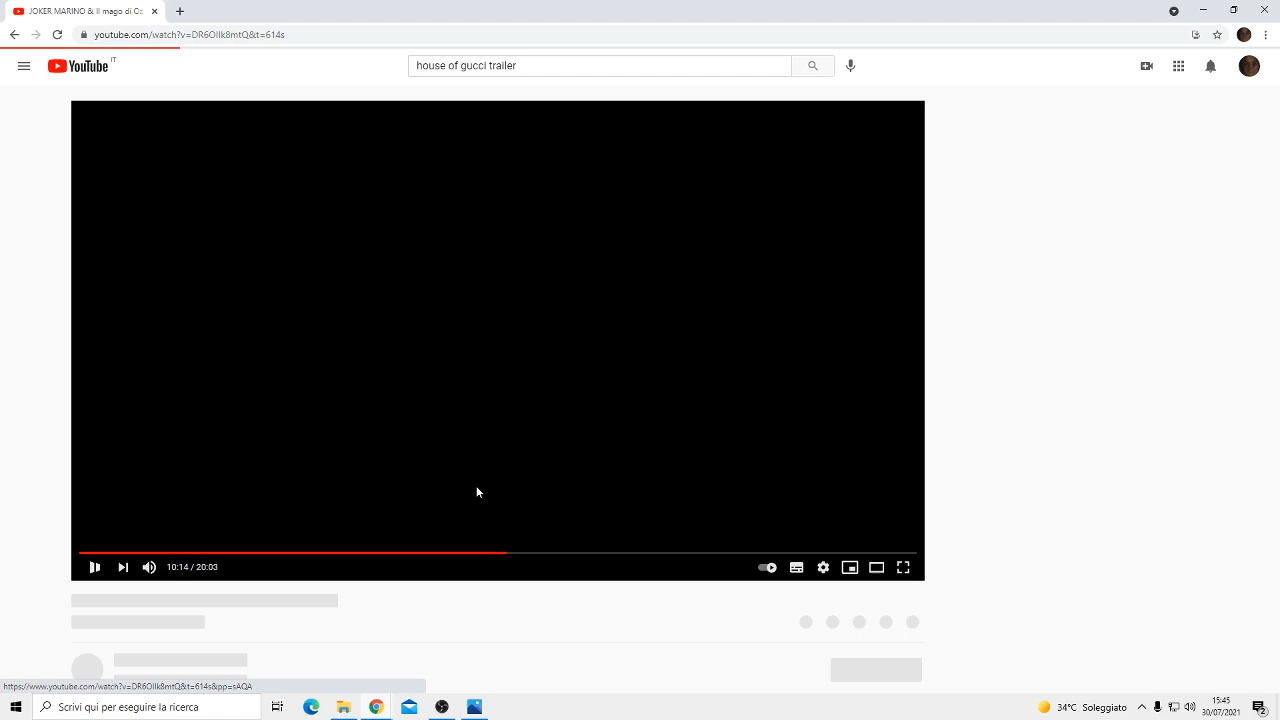 JOKER MARINO & Il mago di Oz
youtube.com/watch?v=DR6OIlk8mtQ&t=614s
YouTube IT
house of gucci trailer
10:14 / 20:03
https://www.youtube.com/watch?v=DR6OIlk8mtQ&t=614s&pp=sAQA
Scrivi qui per eseguire la ricerca
34°C Soleggiato
15:45
30/07/2021
2